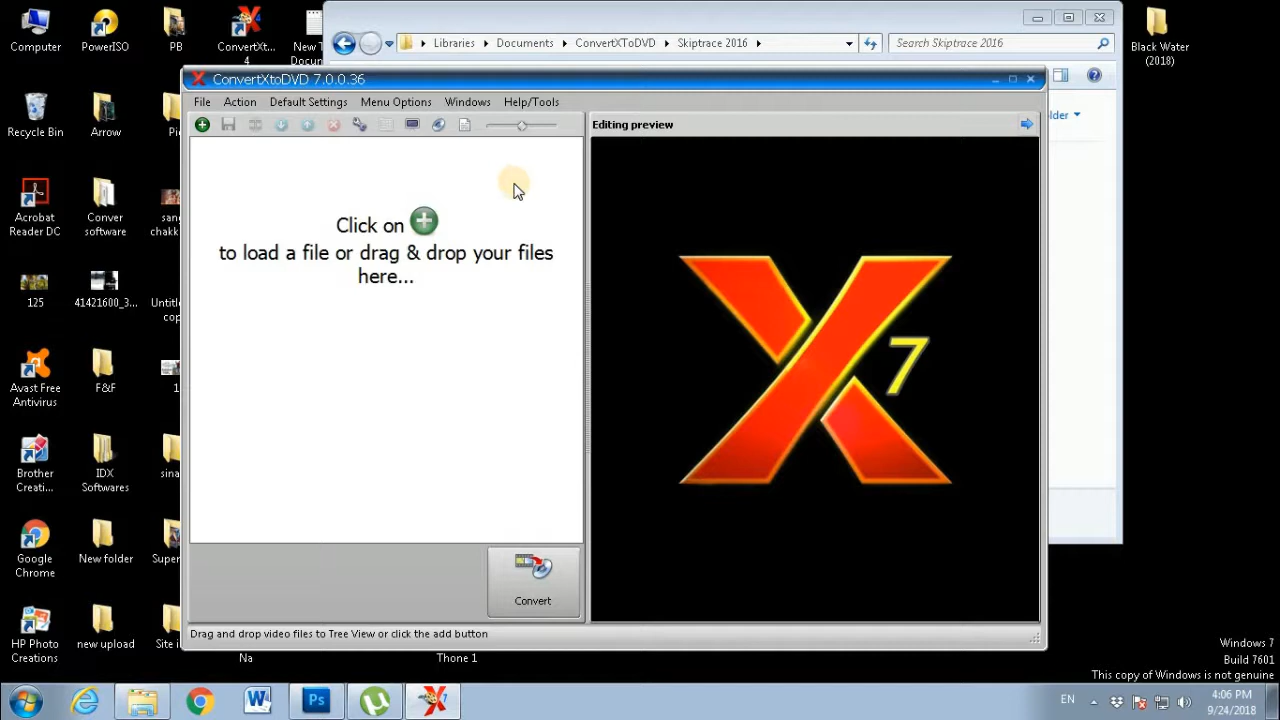 Computer
PowerISO
PB
ConvertXt...
4
New T
Docum
Libraries
Documents
ConvertXToDVD
Skiptrace 2016
Search Skiptrace 2016
Black Water
(2018)
ConvertXtoDVD 7.0.0.36
File
Action
Default Settings
Menu Options
Windows
Help/Tools
Editing preview
lder
Recycle Bin
Arrow
Pi
Click on
to load a file or drag & drop your files
here...
7
Acrobat
Reader DC
Conver
software
san
chakk
125
41421600_3...
Untitle
cop
Avast Free
Antivirus
F&F
1
Brother
Creati...
IDX
Softwares
sina
Google
Chrome
New folder
Super
Convert
HP Photo
Creations
new upload
Site i
Drag and drop video files to Tree View or click the add button
Na
Thone 1
Windows 7
Build 7601
This copy of Windows is not genuine
EN
4:06 PM
9/24/2018